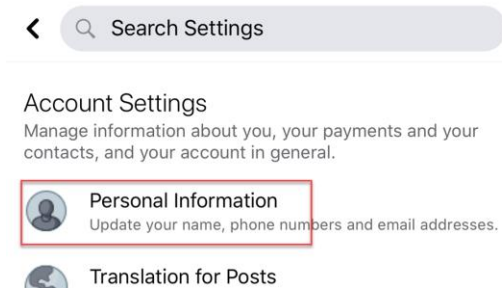 Search Settings
Account Settings
Manage information about you, your payments and your
contacts, and your account in general.
Personal Information
Update your name, phone numbers and email addresses.
Translation for Posts